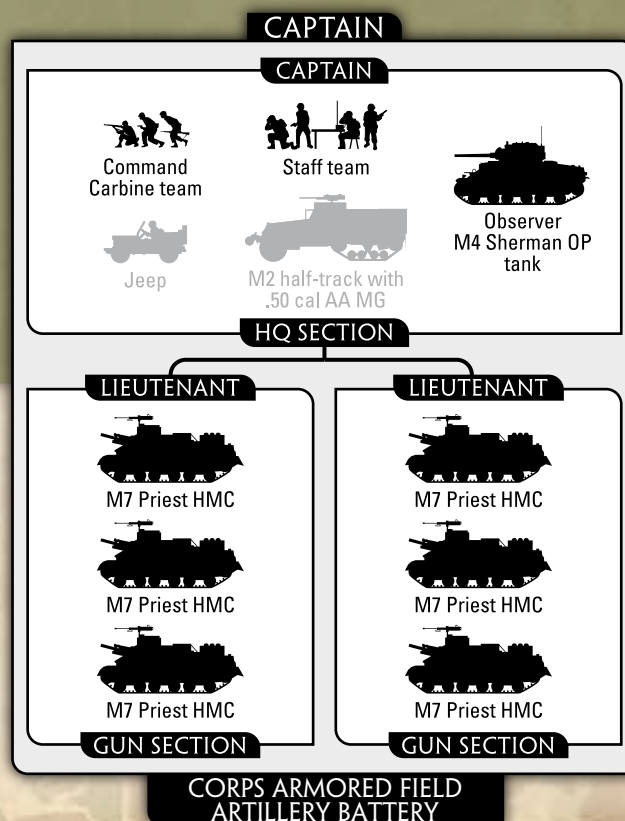 CAPTAIN
CAPTAIN
Command
Carbine team
Staff team
Observer
M4 Sherman OP
tank
Jeep
M2 half-track with
.50 cal AA MG
HQ SECTION
LIEUTENANT
M7 Priest HMC
M7 Priest HMC
M7 Priest HMC
GUN SECTION
LIEUTENANT
M7 Priest HMC
M7 Priest HMC
M7 Priest HMC
GUN SECTION
CORPS ARMORED FIELD
ARTILLERY BATTERY